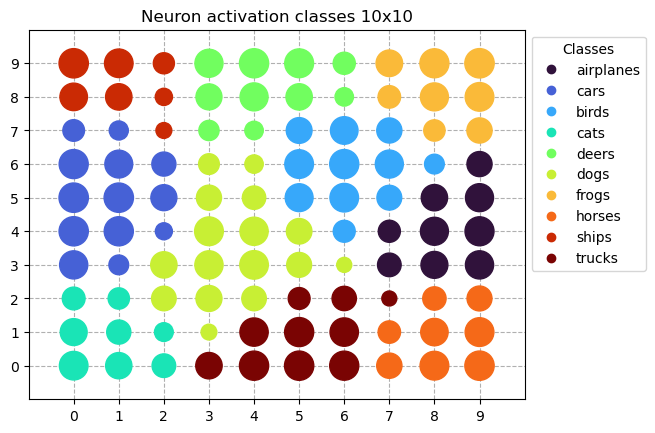 Neuron activation classes 10x10
9
8
7
6
5
4
3
2
1
0
0 1 2 3 4 5 6 7 8 9
Classes
airplanes
cars
birds
cats
deers
dogs
frogs
horses
ships
trucks